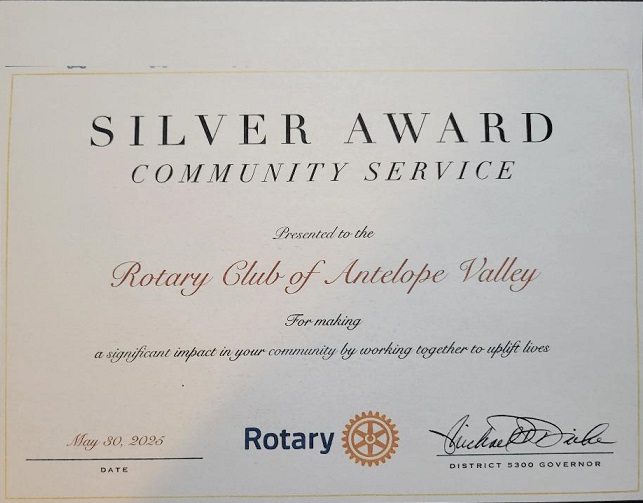 SILVER AWARD
COMMUNITY SERVICE
Presented to the
Rotary Club of Antelope Valley
For making
a significant impact in your community by working together to uplift lives
May 30, 2025
DATE
Rotary
DISTRICT 5300 GOVERNOR